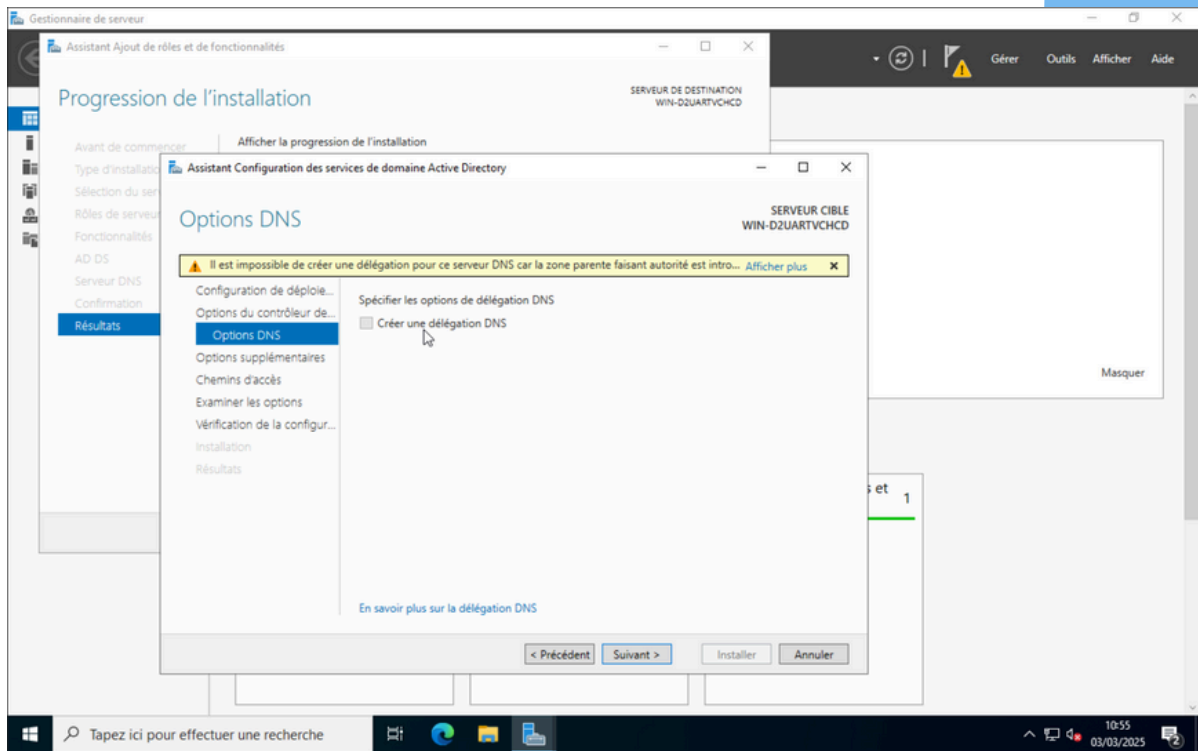 Gestionnaire de serveur
Gérer Outils Afficher Aide
Assistant Ajout de rôles et de fonctionnalités
Progression de l'installation
SERVEUR DE DESTINATION
WIN-D2UARTVCHCD
Avant de commencer
Afficher la progression de l'installation
Type d'installatio
Sélection du ser
Rôles de serveur
Fonctionnalités
AD DS
Serveur DNS
Confirmation
Résultats
Assistant Configuration des services de domaine Active Directory
Options DNS
SERVEUR CIBLE
WIN-D2UARTVCHCD
Il est impossible de créer une délégation pour ce serveur DNS car la zone parente faisant autorité est intro... Afficher plus
Configuration de déploie...
Options du contrôleur de...
Options DNS
Options supplémentaires
Chemins d'accès
Examiner les options
Vérification de la configur...
Installation
Résultats
Spécifier les options de délégation DNS
Créer une délégation DNS
En savoir plus sur la délégation DNS
< Précédent Suivant > Installer Annuler
Masquer
s et 1
Tapez ici pour effectuer une recherche
10:55
03/03/2025
2